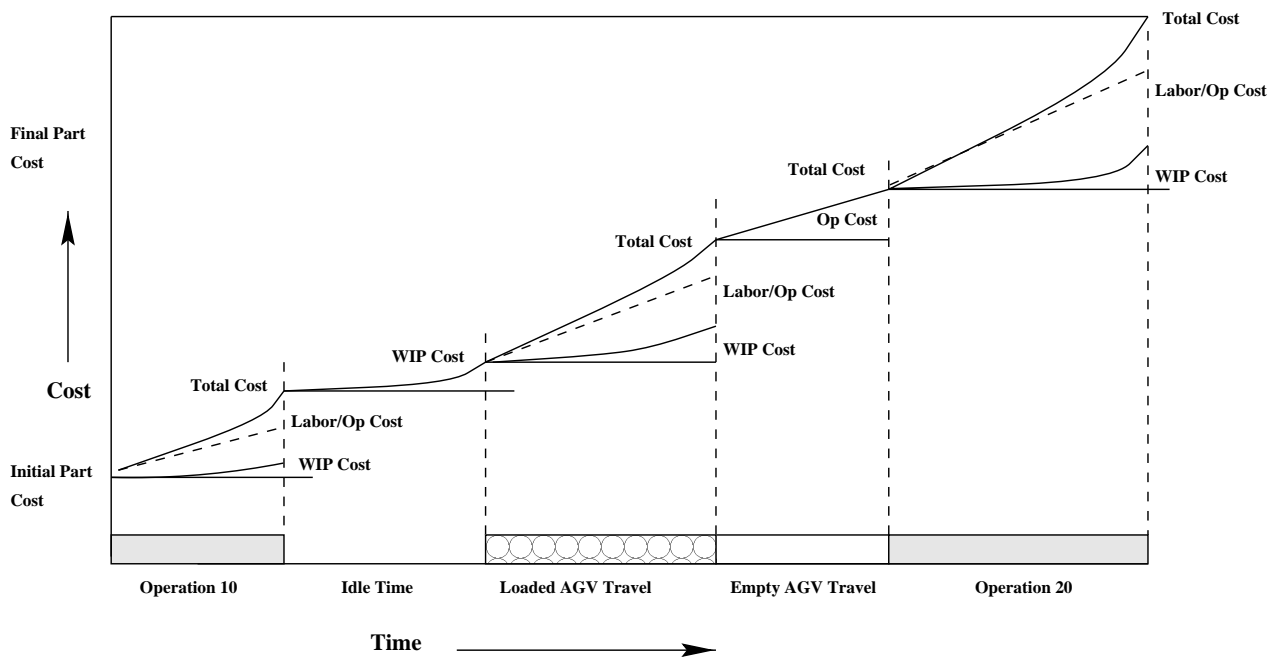 Total Cost
Labor/Op Cost
Final Part
Cost
Total Cost
WIP Cost
Op Cost
Total Cost
Labor/Op Cost
WIP Cost
WIP Cost
Cost
Total Cost
Labor/Op Cost
WIP Cost
Initial Part
Cost
Operation 10
Idle Time
Loaded AGV Travel
Empty AGV Travel
Operation 20
Time